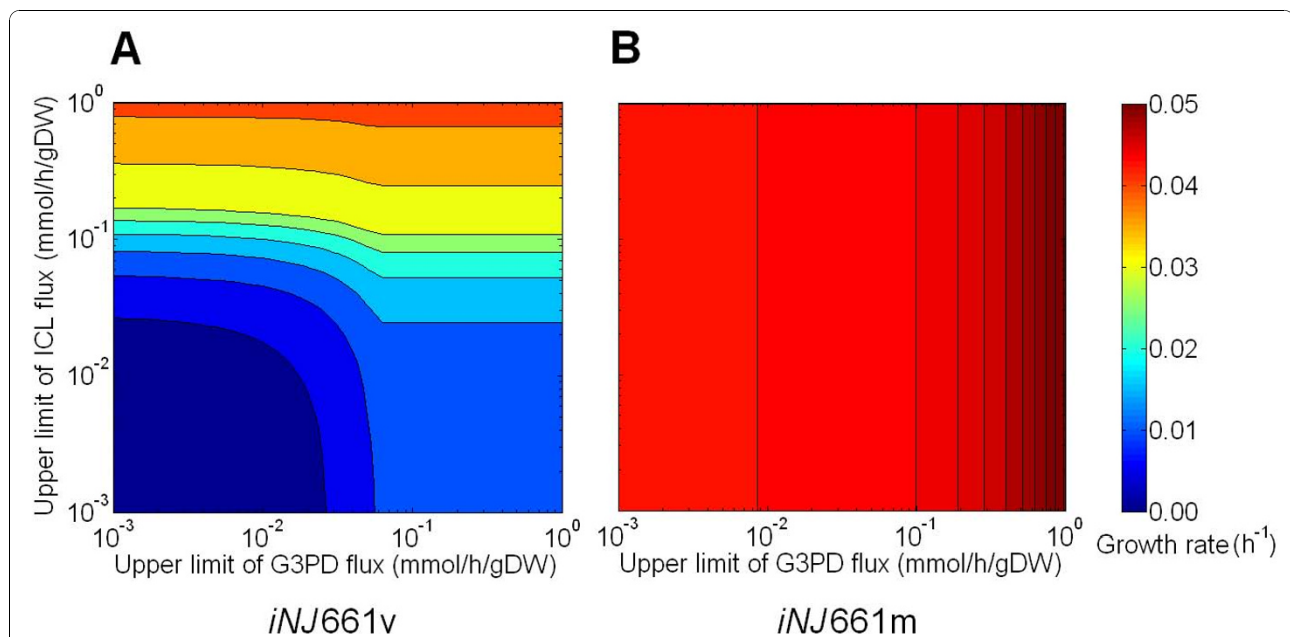 A
B
Upper limit of ICL flux (mmol/h/gDW)
10^0
10^-1
10^-2
10^-3
10^-3
10^-2
10^-1
10^0
Upper limit of G3PD flux (mmol/h/gDW)
iNJ661v
10^-3
10^-2
10^-1
10^0
Upper limit of G3PD flux (mmol/h/gDW)
iNJ661m
0.05
0.04
0.03
0.02
0.01
0.00
Growth rate (h^-1)